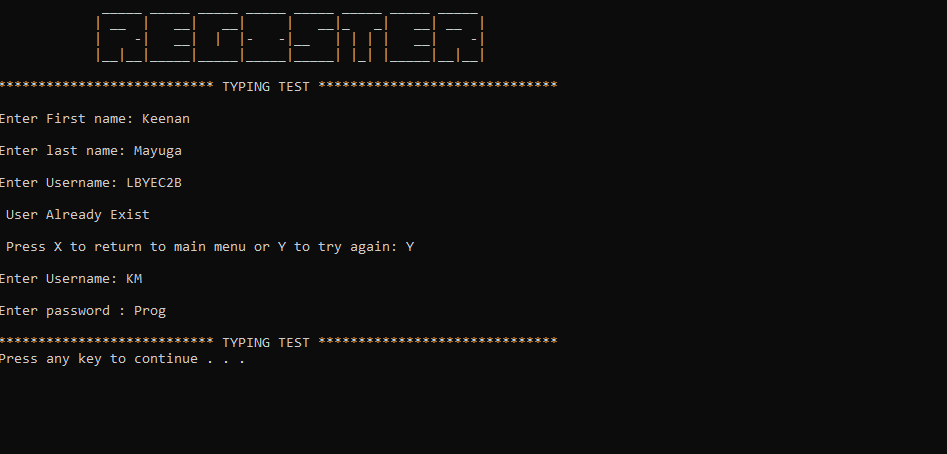 REGISTER
*************************** TYPING TEST ******************************
Enter First name: Keenan
Enter last name: Mayuga
Enter Username: LBYEC2B
User Already Exist
Press X to return to main menu or Y to try again: Y
Enter Username: KM
Enter password : Prog
*************************** TYPING TEST ******************************
Press any key to continue . . .